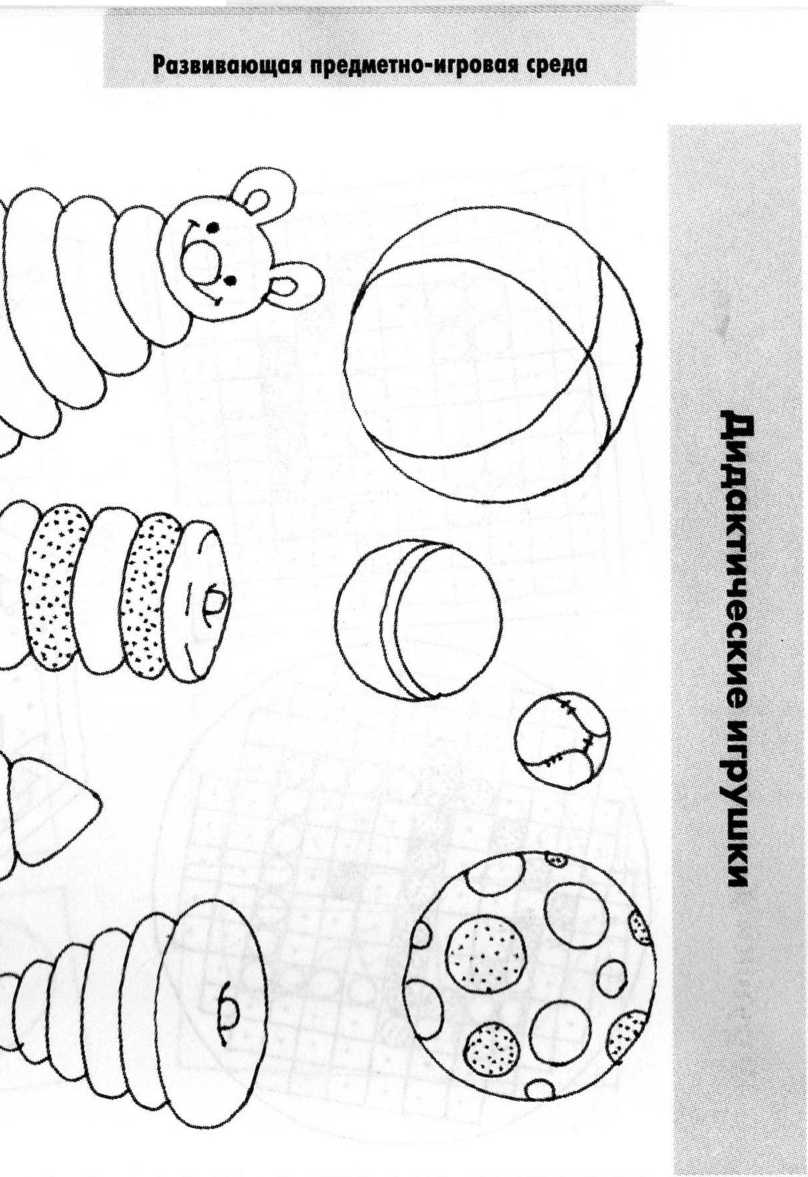 Развивающая предметно-игровая среда
Дидактические игрушки